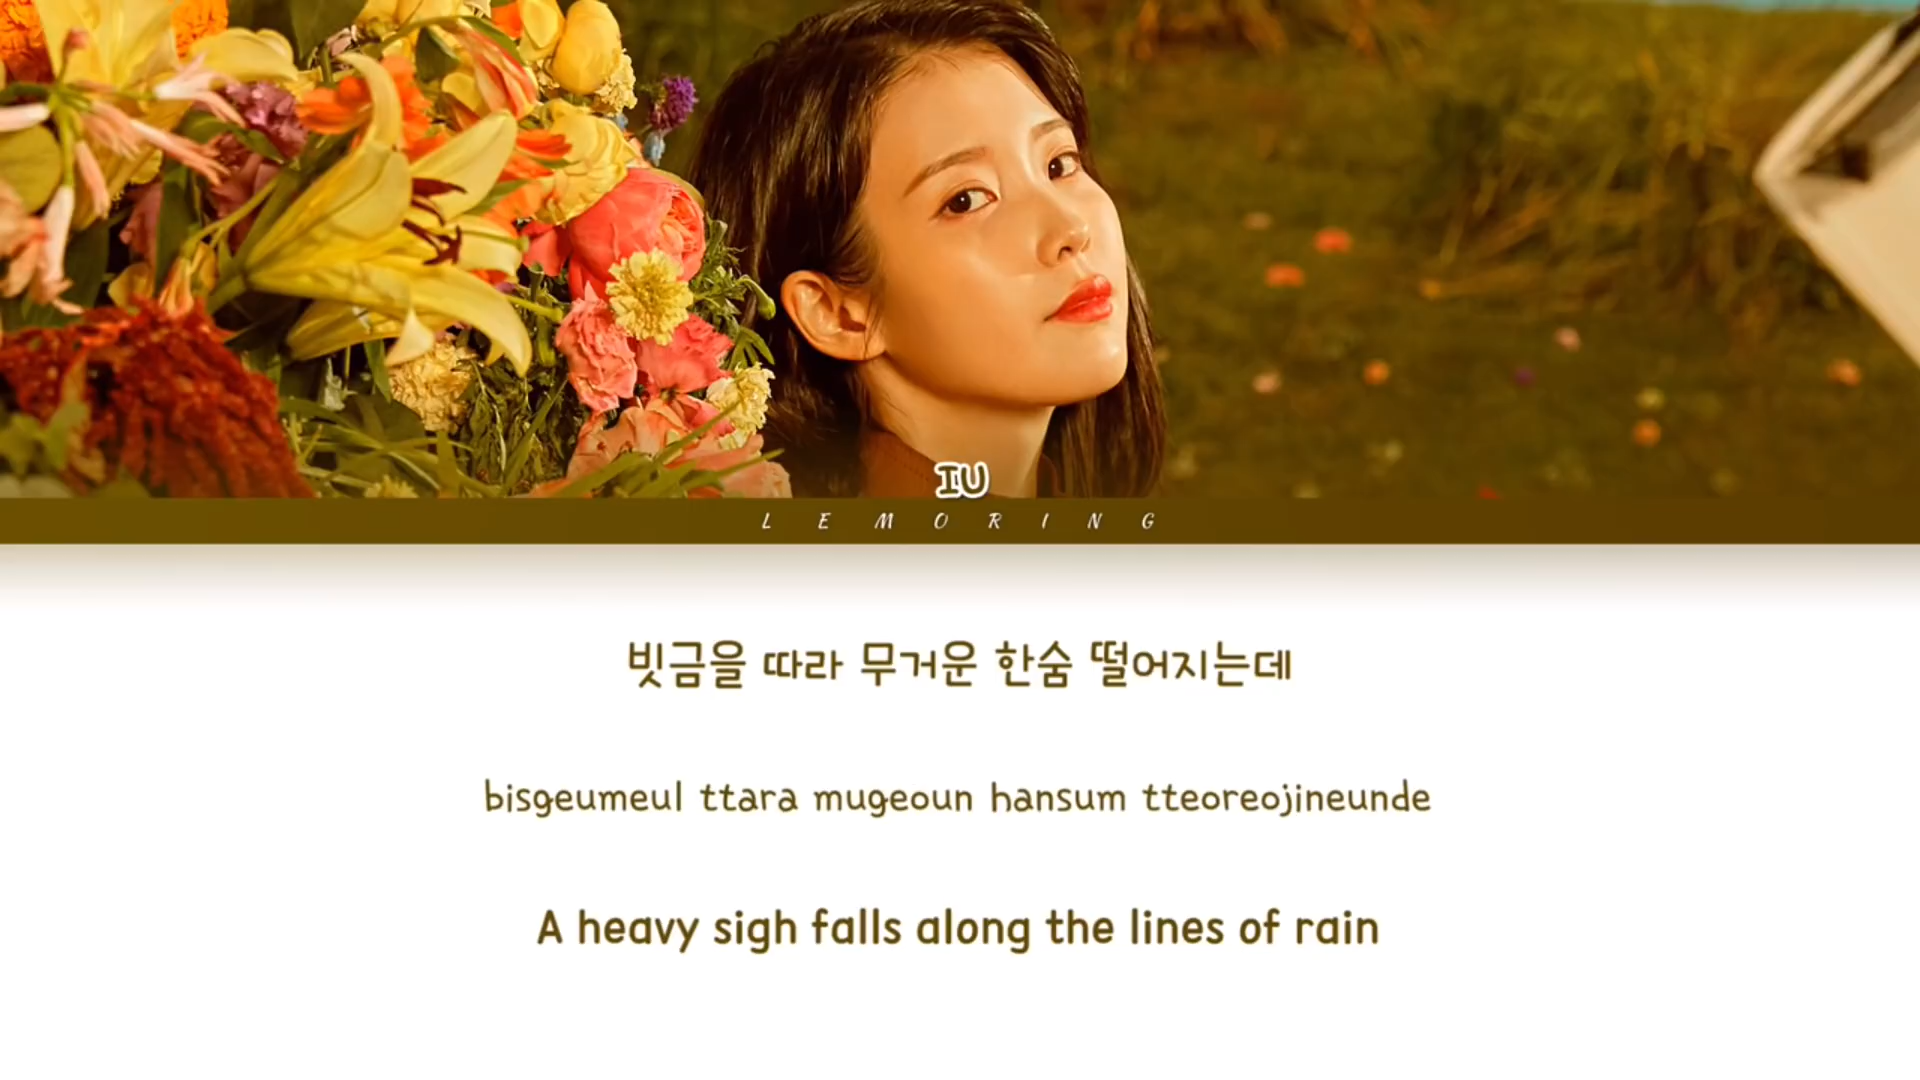 IU
LEMORING
빗금을 따라 무거운 한숨 떨어지는데
bisgeumeul ttara mugeoun hansum tteoreojineunde
A heavy sigh falls along the lines of rain